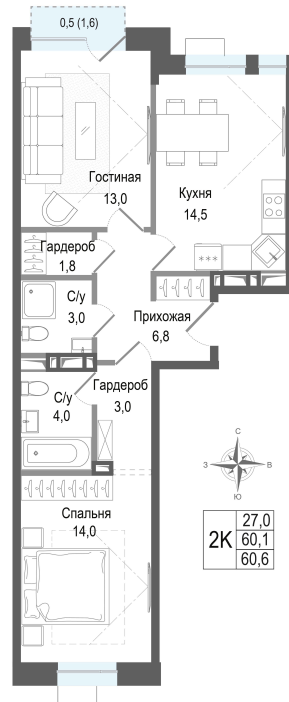 0,5 (1,6)
Гостиная
13,0
Кухня
14,5
Гардероб
1,8
С/у
3,0
Прихожая
6,8
С/у
4,0
Гардероб
3,0
Спальня
14,0
С
З
В
Ю
2К
27,0
60,1
60,6